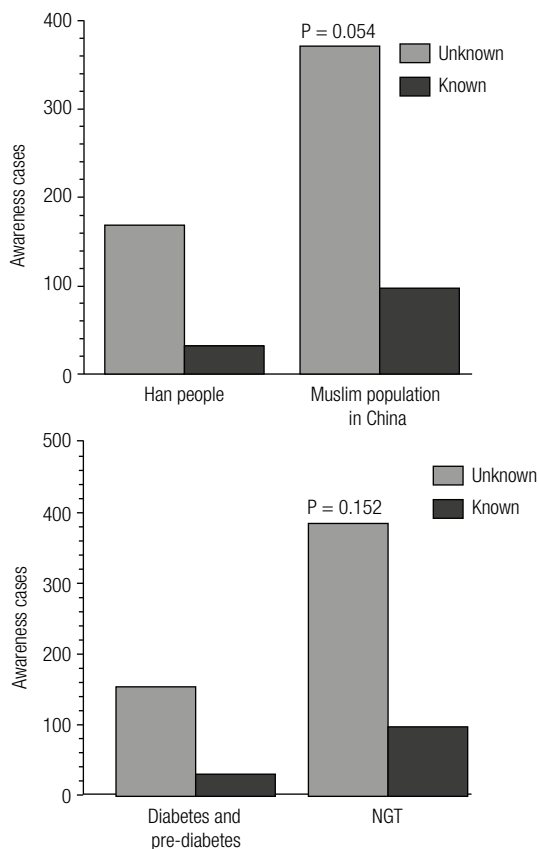 400
P = 0.054
Unknown
Known
300
200
100
0
Awareness cases
Han people
Muslim population
in China
500
Unknown
Known
P = 0.152
400
300
200
100
0
Awareness cases
Diabetes and
pre-diabetes
NGT